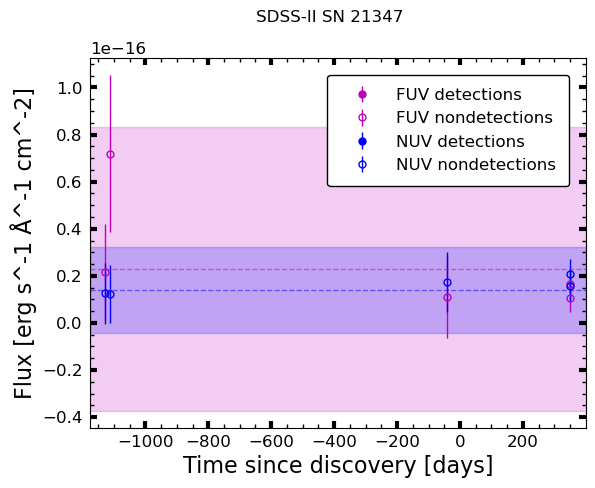 SDSS-II SN 21347
1e−16
FUV detections
FUV nondetections
NUV detections
NUV nondetections
1.0
0.8
0.6
0.4
0.2
0.0
−0.2
−0.4
Flux [erg s^-1 Å^-1 cm^-2]
−1000 −800 −600 −400 −200 0 200
Time since discovery [days]